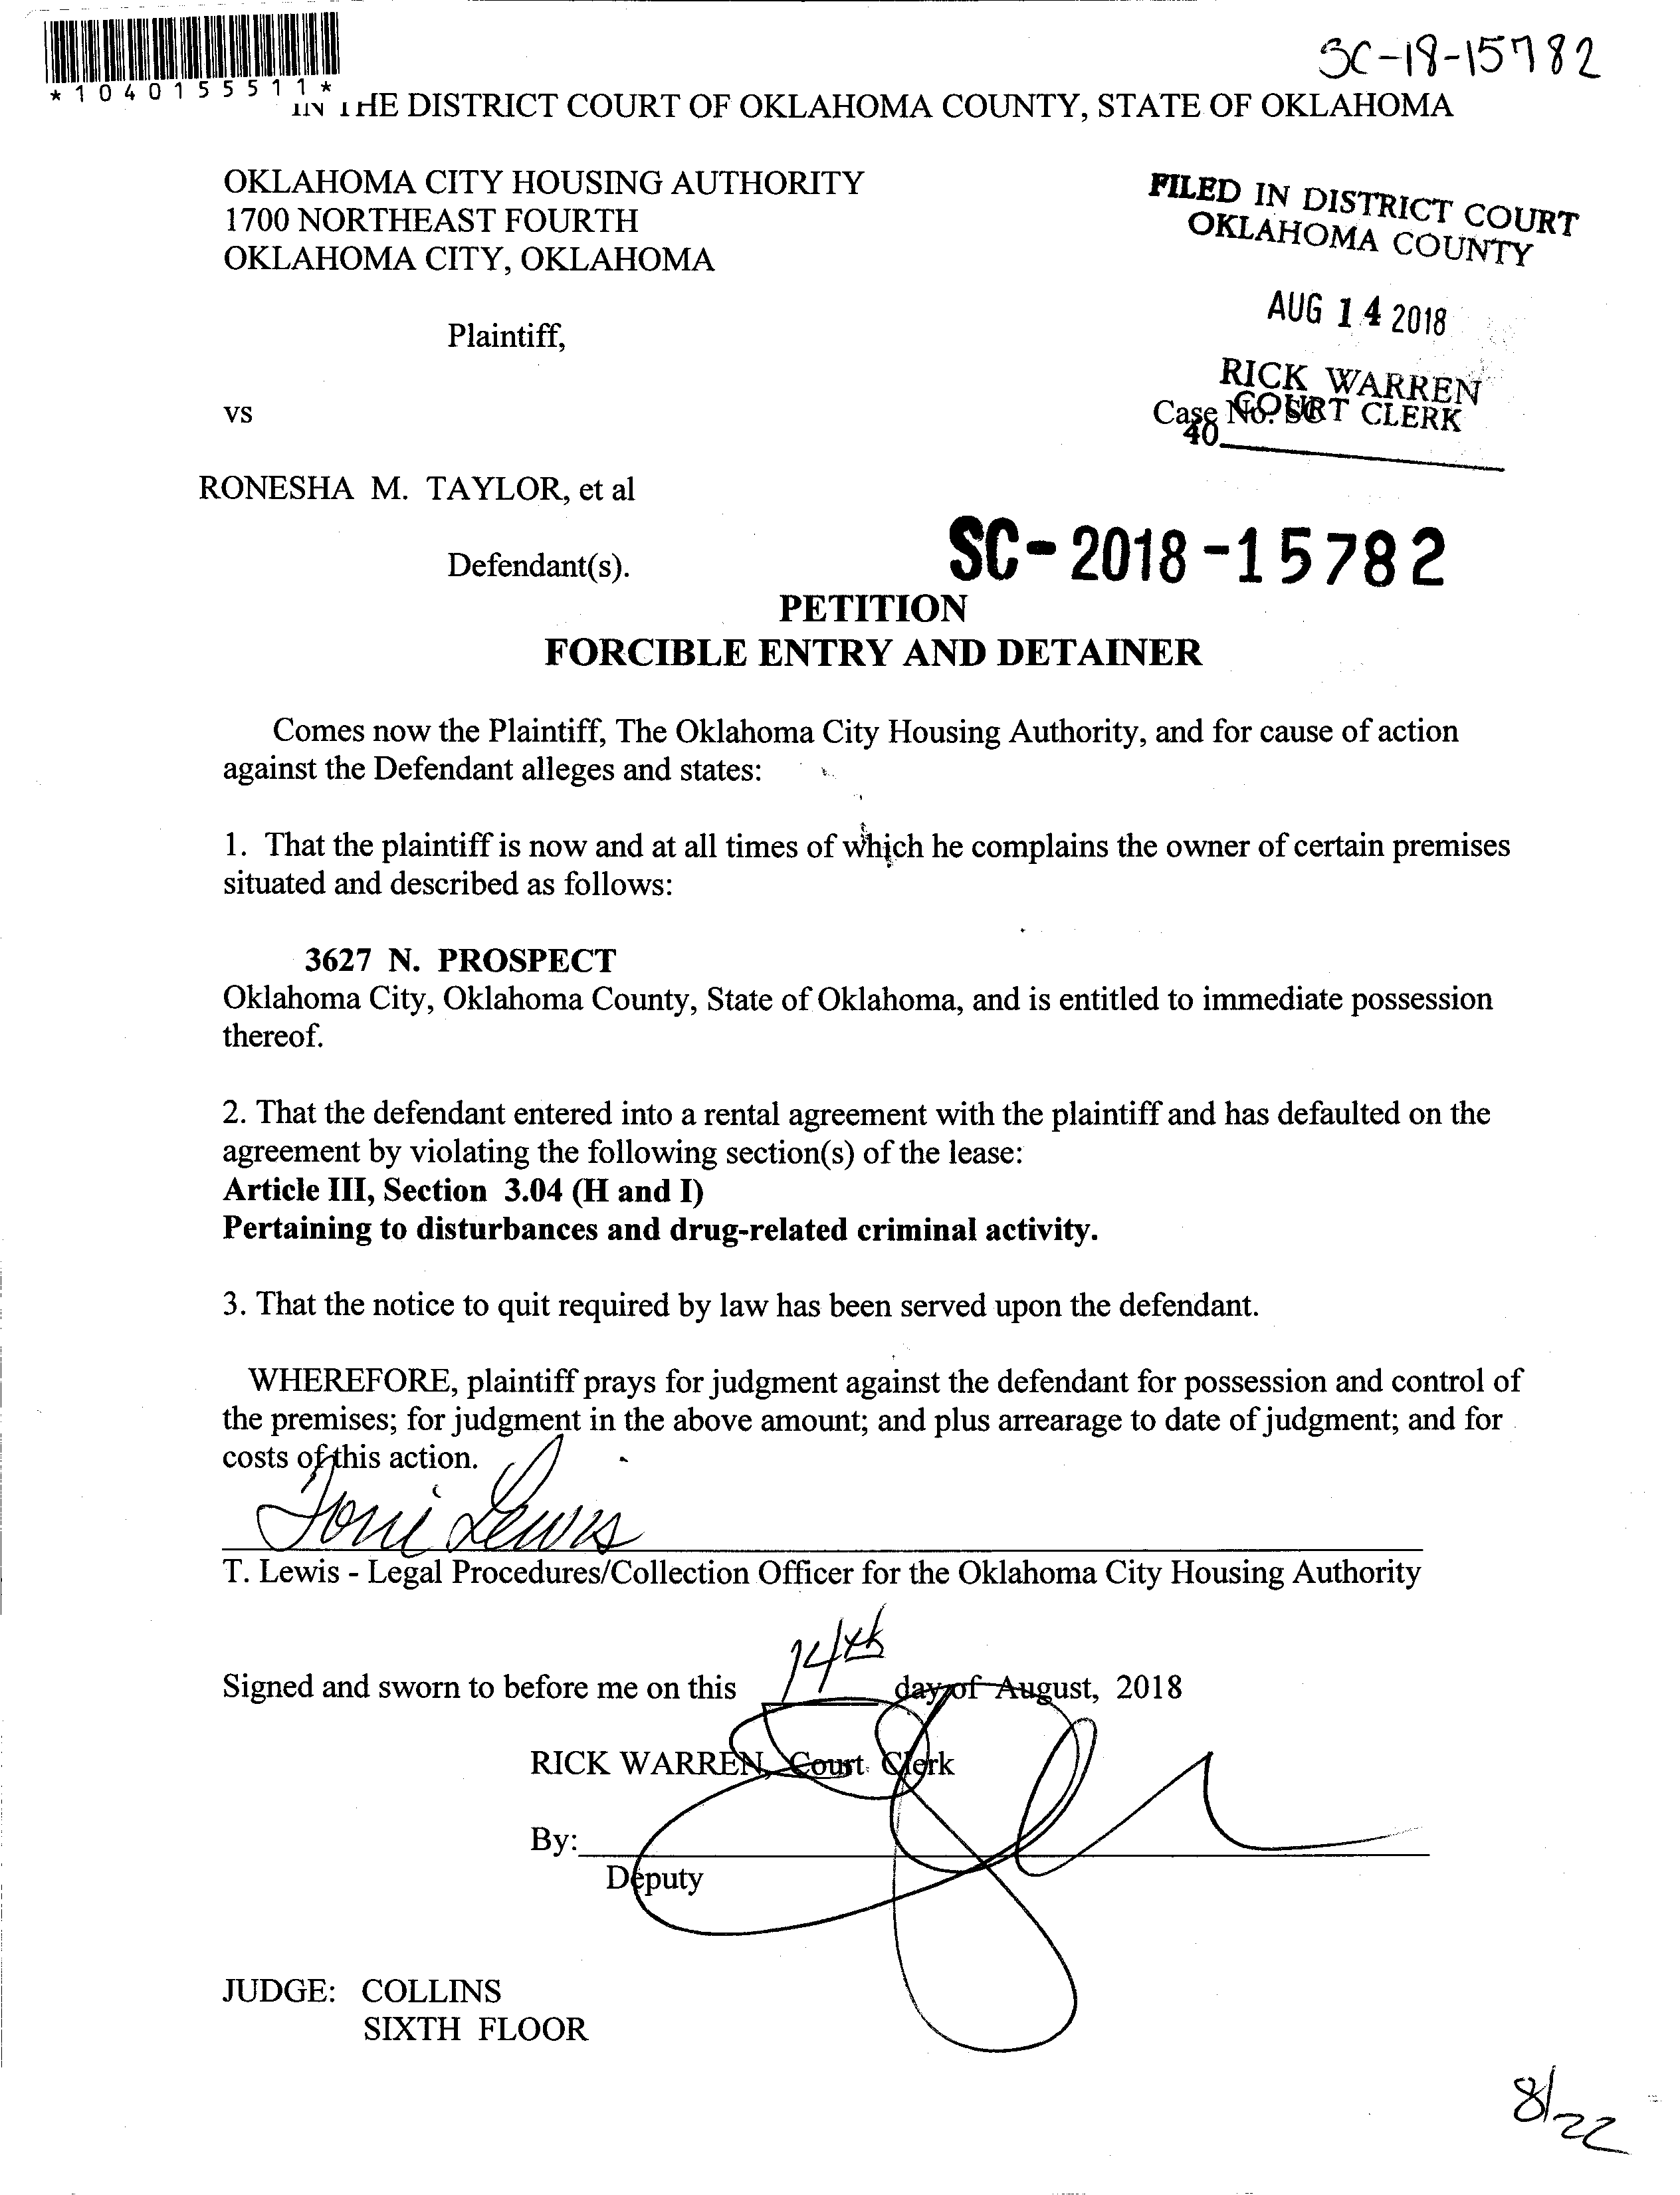 SC-18-15782
*1040155511*
IN THE DISTRICT COURT OF OKLAHOMA COUNTY, STATE OF OKLAHOMA
OKLAHOMA CITY HOUSING AUTHORITY
1700 NORTHEAST FOURTH
OKLAHOMA CITY, OKLAHOMA
FILED IN DISTRICT COURT
OKLAHOMA COUNTY
AUG 14 2018
Plaintiff,
RICK WARREN
COURT CLERK
vs
Case No. SC
40
RONESHA M. TAYLOR, et al
Defendant(s).
SC-2018-15782
PETITION
FORCIBLE ENTRY AND DETAINER
Comes now the Plaintiff, The Oklahoma City Housing Authority, and for cause of action
against the Defendant alleges and states:
1. That the plaintiff is now and at all times of which he complains the owner of certain premises
situated and described as follows:
3627 N. PROSPECT
Oklahoma City, Oklahoma County, State of Oklahoma, and is entitled to immediate possession
thereof.
2. That the defendant entered into a rental agreement with the plaintiff and has defaulted on the
agreement by violating the following section(s) of the lease:
Article III, Section 3.04 (H and I)
Pertaining to disturbances and drug-related criminal activity.
3. That the notice to quit required by law has been served upon the defendant.
WHEREFORE, plaintiff prays for judgment against the defendant for possession and control of
the premises; for judgment in the above amount; and plus arrearage to date of judgment; and for
costs of this action.
Toni Lewis
T. Lewis - Legal Procedures/Collection Officer for the Oklahoma City Housing Authority
Signed and sworn to before me on this 14th day of August, 2018
RICK WARREN, Court Clerk
By:
Deputy
JUDGE: COLLINS
SIXTH FLOOR
8/22